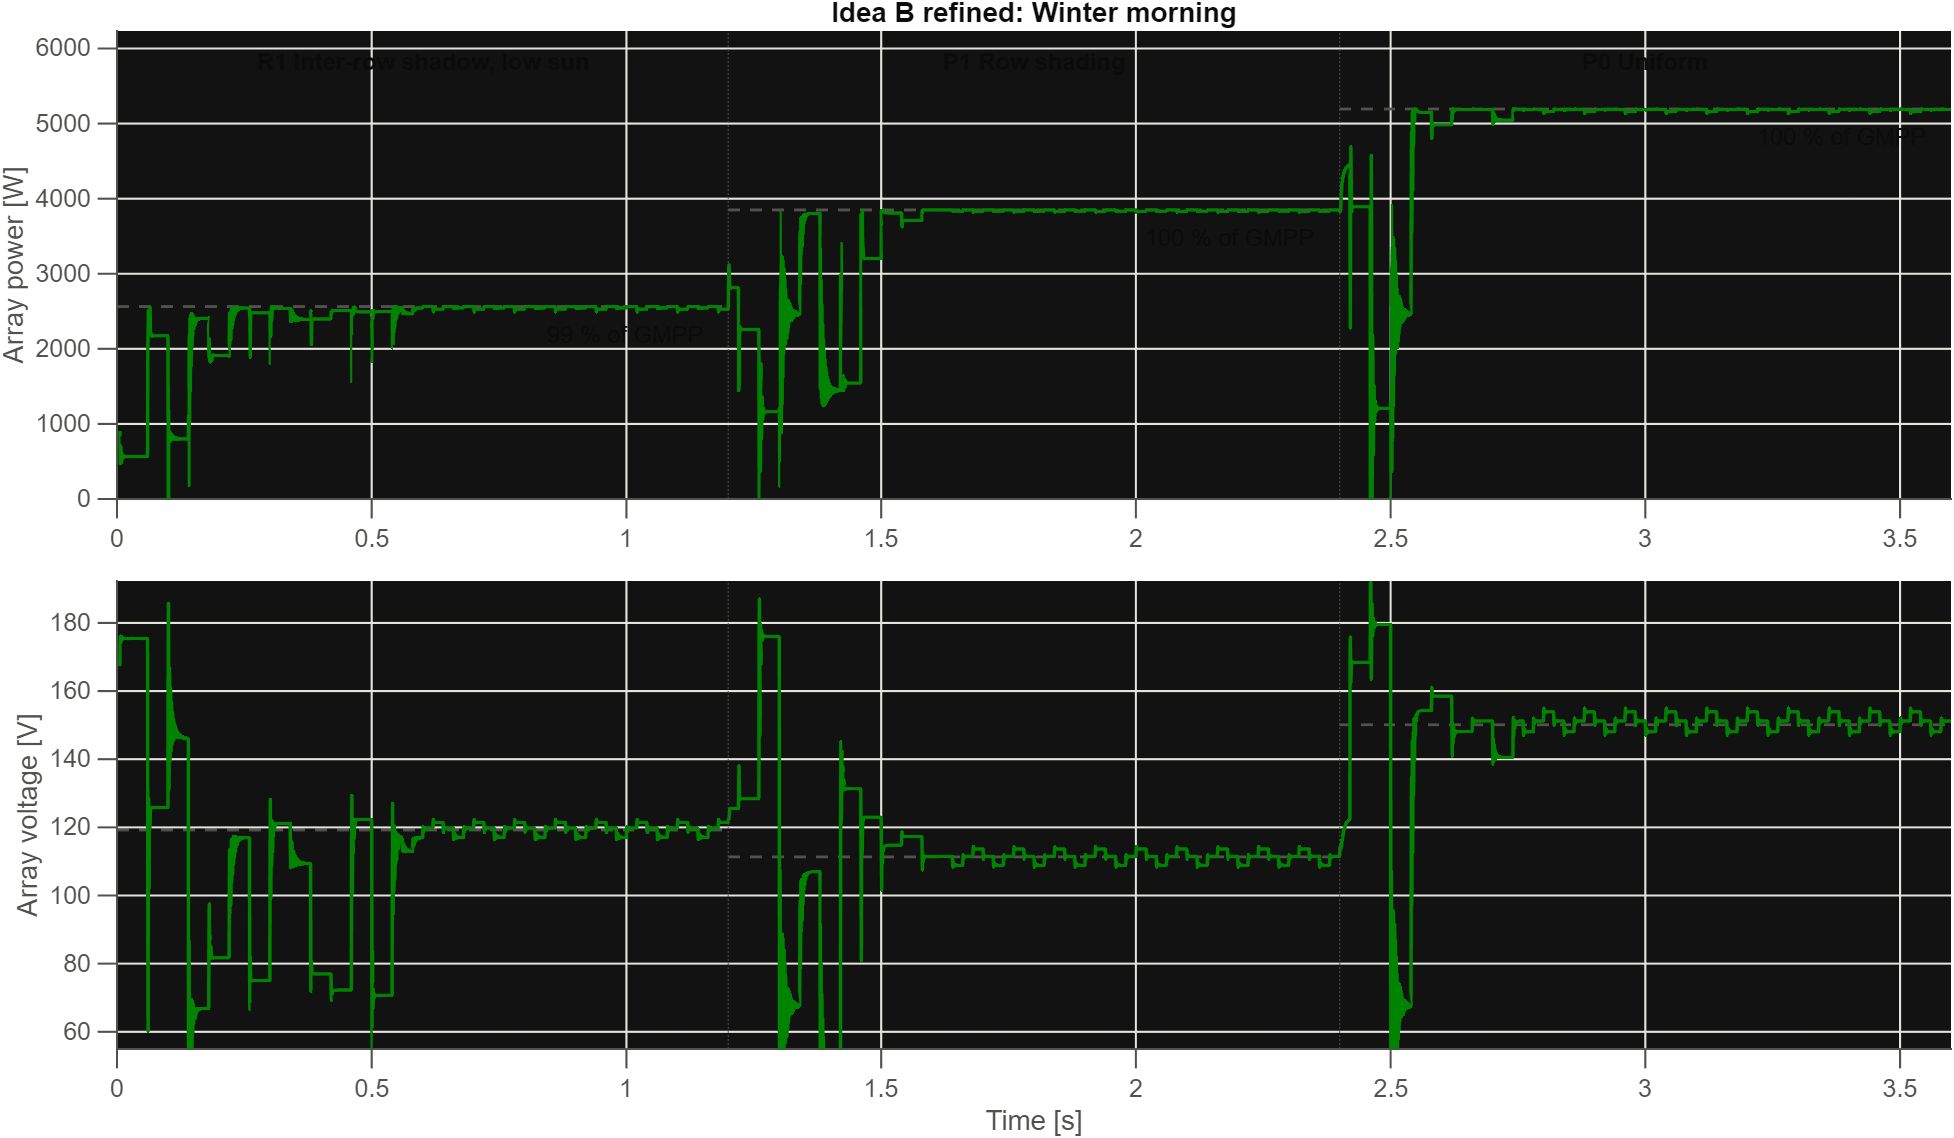 Idea B refined: Winter morning
R1 Inter-row shadow, low sun
P1 Row shading
P0 Uniform
6000
5000
4000
3000
2000
1000
0
Array power [W]
100 % of GMPP
100 % of GMPP
99 % of GMPP
0 0.5 1 1.5 2 2.5 3 3.5
180
160
140
120
100
80
60
Array voltage [V]
0 0.5 1 1.5 2 2.5 3 3.5
Time [s]